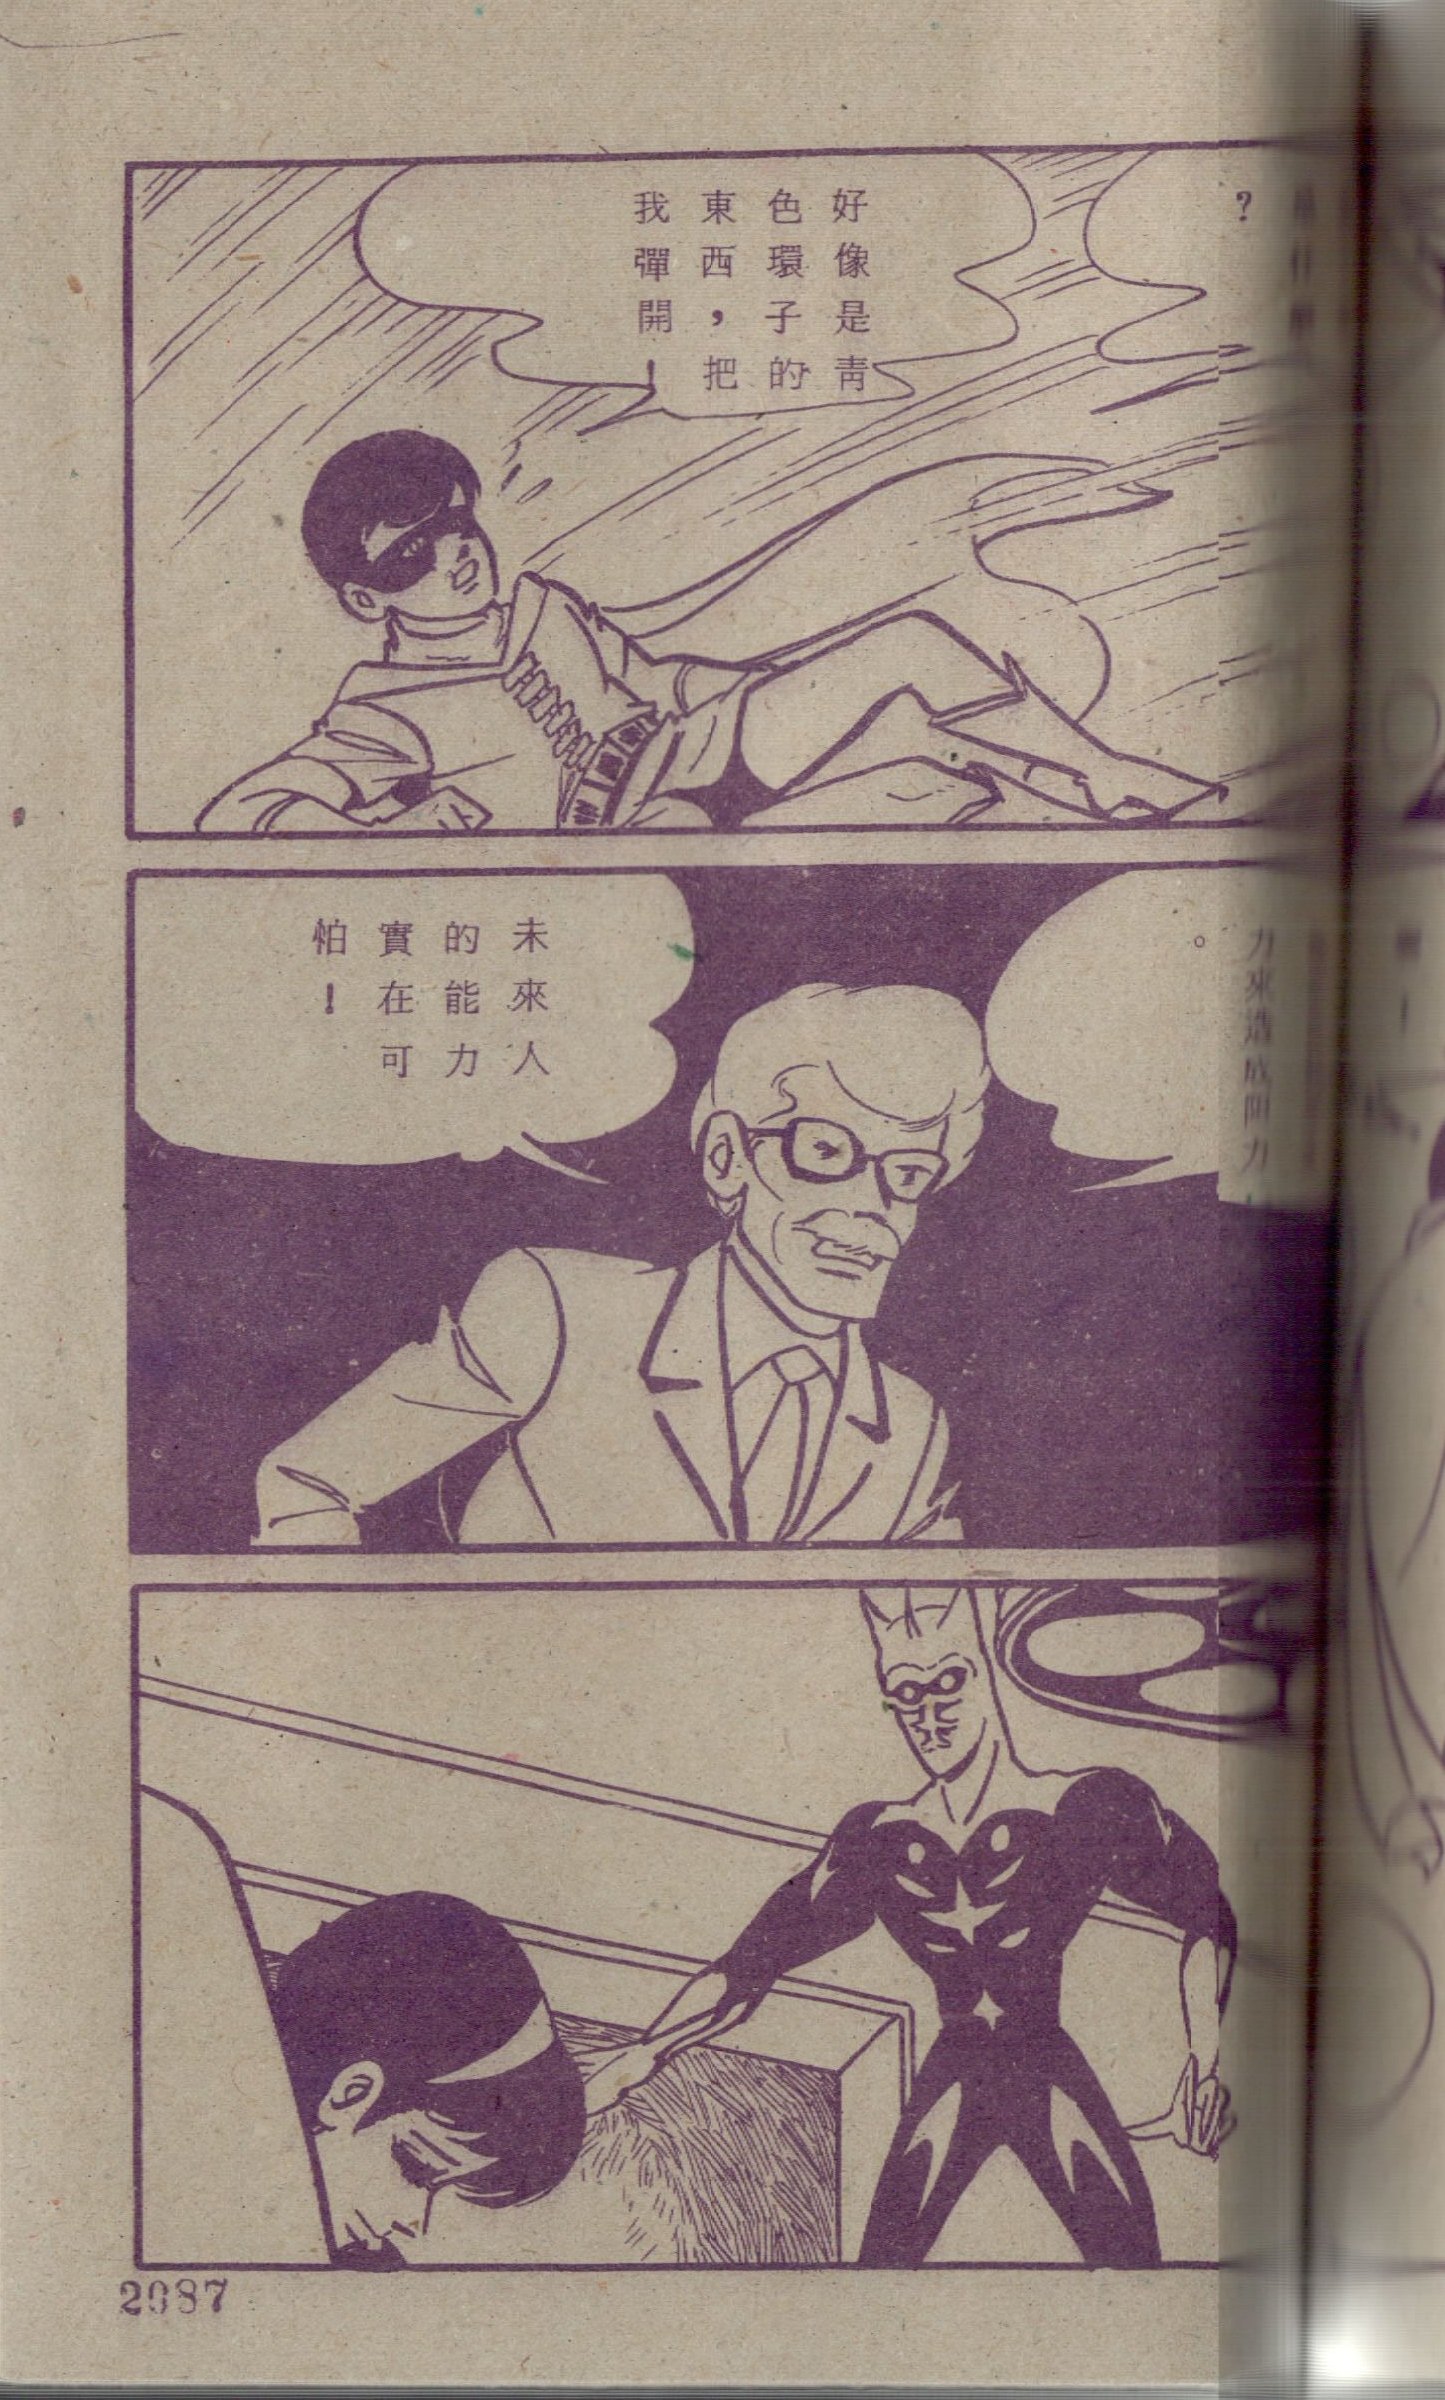 ？
好像是青
色環子的
東西，把
我彈開！
力來造成阻力
。
未來人
的能力
實在可
怕！
2087